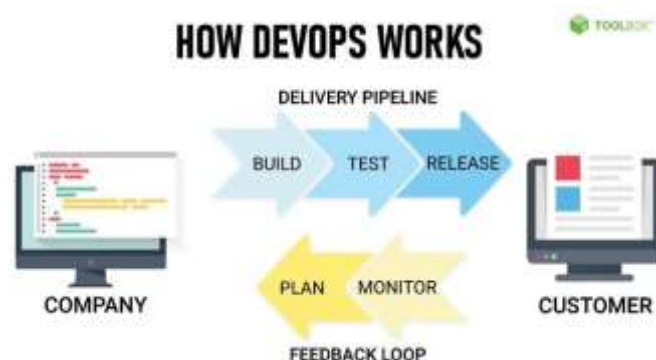 HOW DEVOPS WORKS
TOOLBOX
DELIVERY PIPELINE
BUILD TEST RELEASE
COMPANY
PLAN MONITOR
CUSTOMER
FEEDBACK LOOP